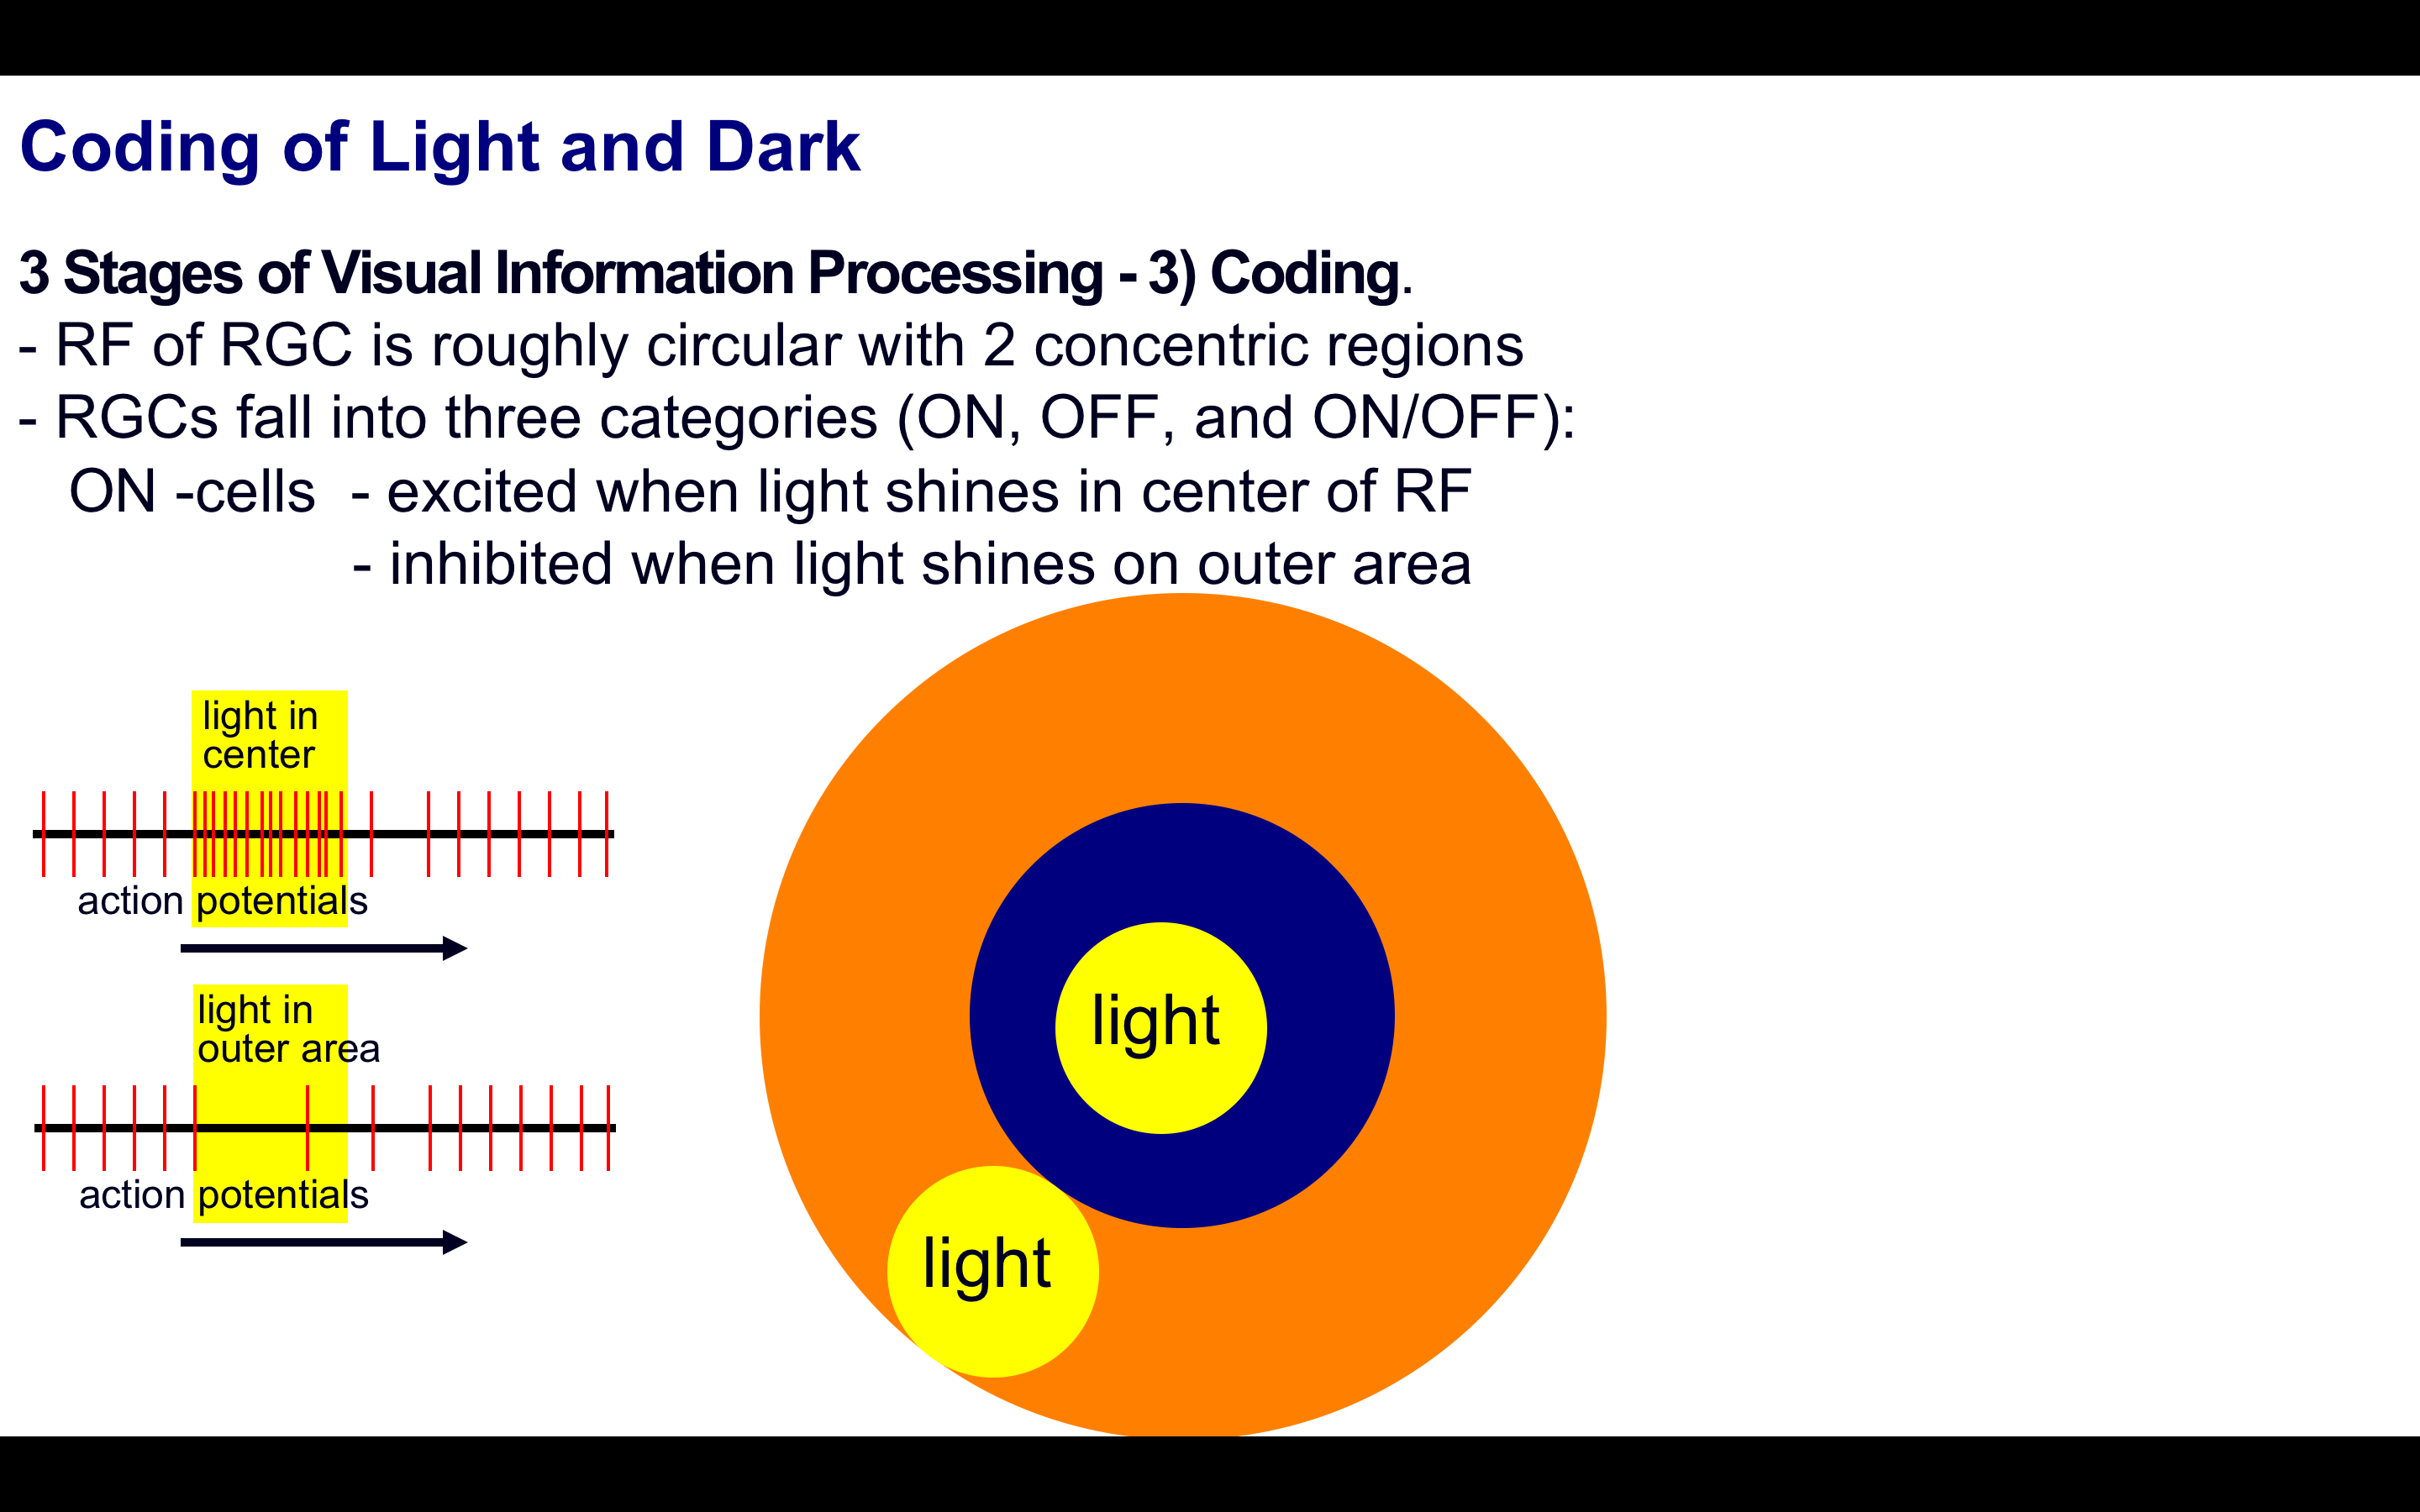 Coding of Light and Dark
3 Stages of Visual Information Processing - 3) Coding.
- RF of RGC is roughly circular with 2 concentric regions
- RGCs fall into three categories (ON, OFF, and ON/OFF):
ON -cells - excited when light shines in center of RF
- inhibited when light shines on outer area
light in
center
action potentials
light in
outer area
action potentials
light
light